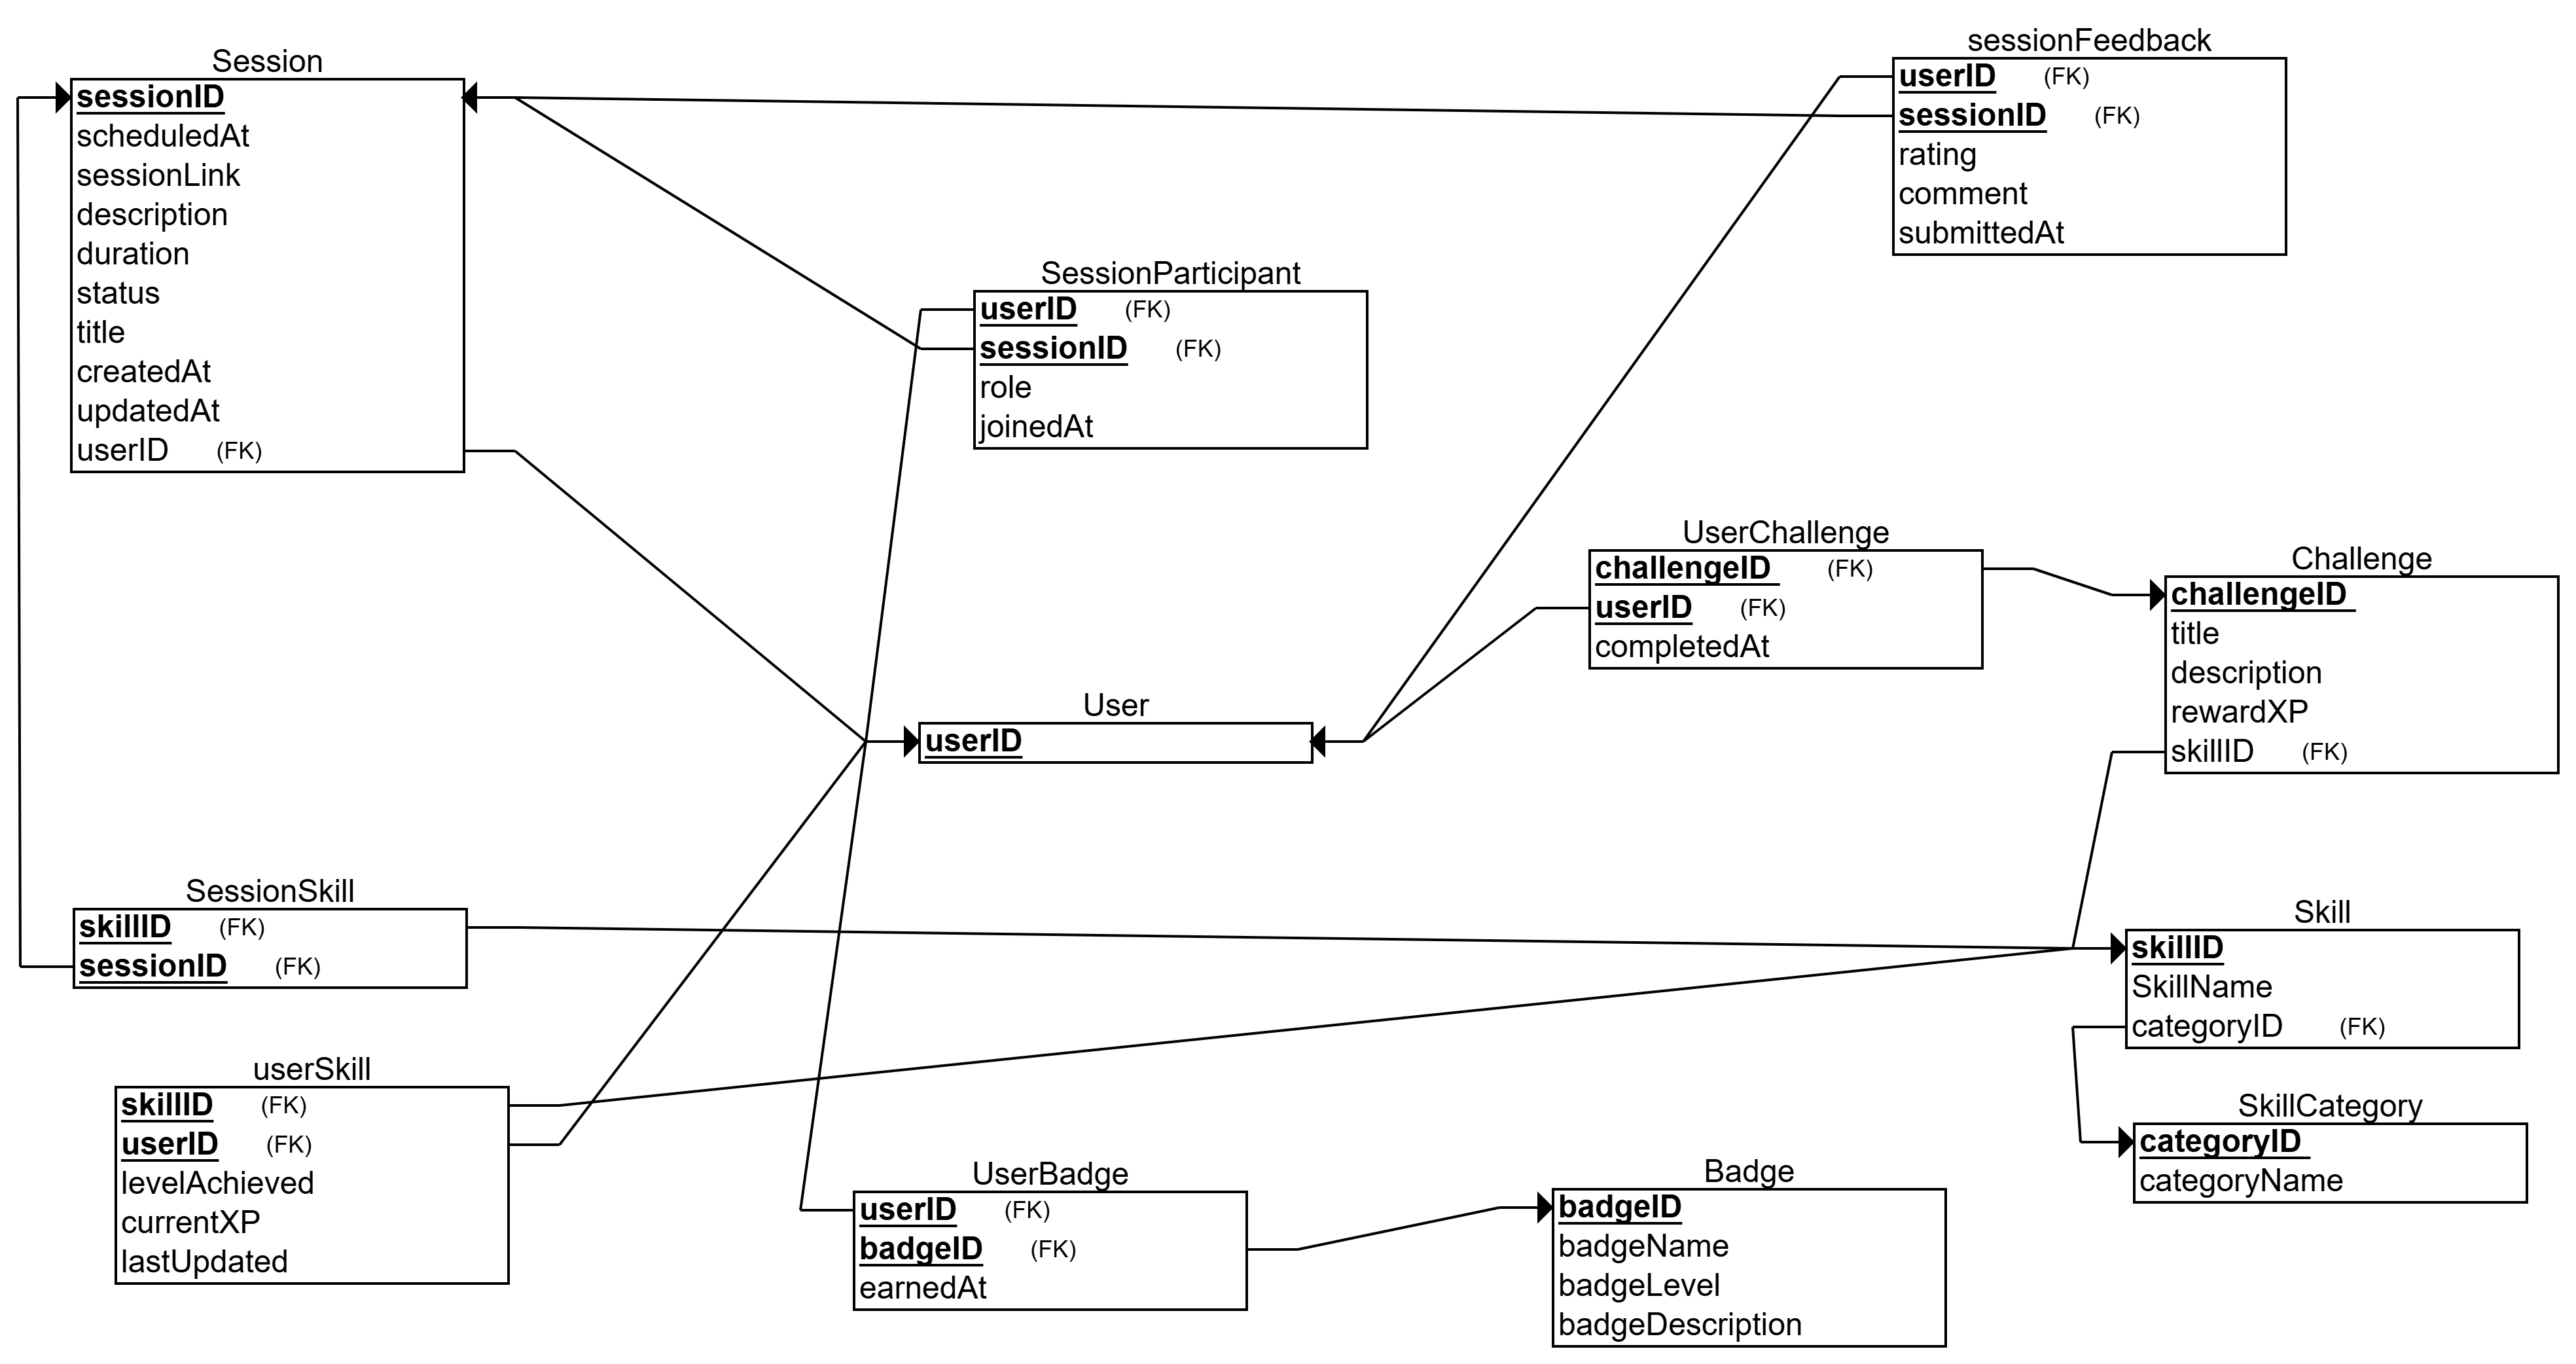 Session
sessionID
scheduledAt
sessionLink
description
duration
status
title
createdAt
updatedAt
userID (FK)
sessionFeedback
userID (FK)
sessionID (FK)
rating
comment
submittedAt
SessionParticipant
userID (FK)
sessionID (FK)
role
joinedAt
UserChallenge
challengeID (FK)
userID (FK)
completedAt
Challenge
challengeID
title
description
rewardXP
skillID (FK)
User
userID
SessionSkill
skillID (FK)
sessionID (FK)
Skill
skillID
SkillName
categoryID (FK)
userSkill
skillID (FK)
userID (FK)
levelAchieved
currentXP
lastUpdated
SkillCategory
categoryID
categoryName
UserBadge
userID (FK)
badgeID (FK)
earnedAt
Badge
badgeID
badgeName
badgeLevel
badgeDescription